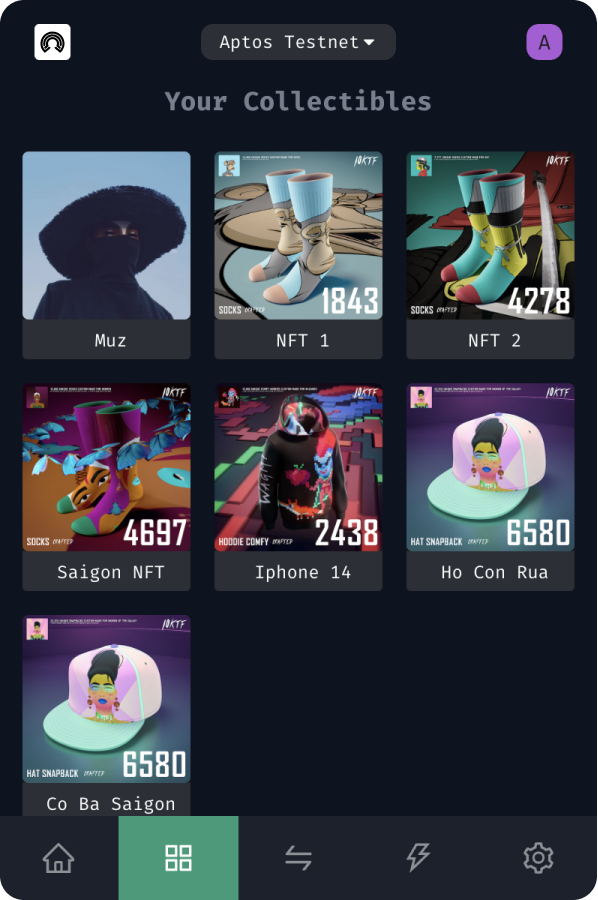 Aptos Testnet
A
Your Collectibles
Muz
10KTF
SOCKS CRAFTED
1843
NFT 1
10KTF
SOCKS CRAFTED
4278
NFT 2
10KTF
SOCKS CRAFTED
4697
Saigon NFT
10KTF
WAGMI
HOODIE COMFY CRAFTED
2438
Iphone 14
10KTF
HAT SNAPBACK CRAFTED
6580
Ho Con Rua
10KTF
HAT SNAPBACK CRAFTED
6580
Co Ba Saigon